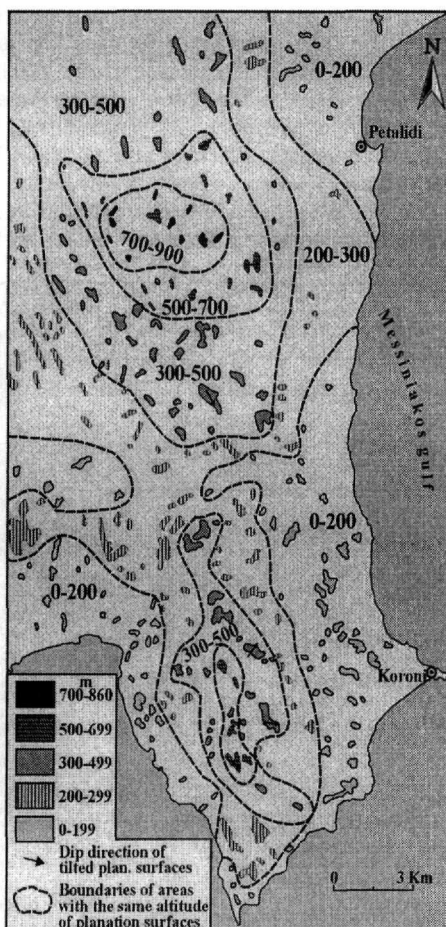 N
0-200
300-500
Petalidi
700-900
200-300
500-700
300-500
Messiniakos gulf
0-200
0-200
300-500
Koroni
m
700-860
500-699
300-499
200-299
0-199
Dip direction of
tilted plan. surfaces
Boundaries of areas
with the same altitude
of planation surfaces
0 3 Km